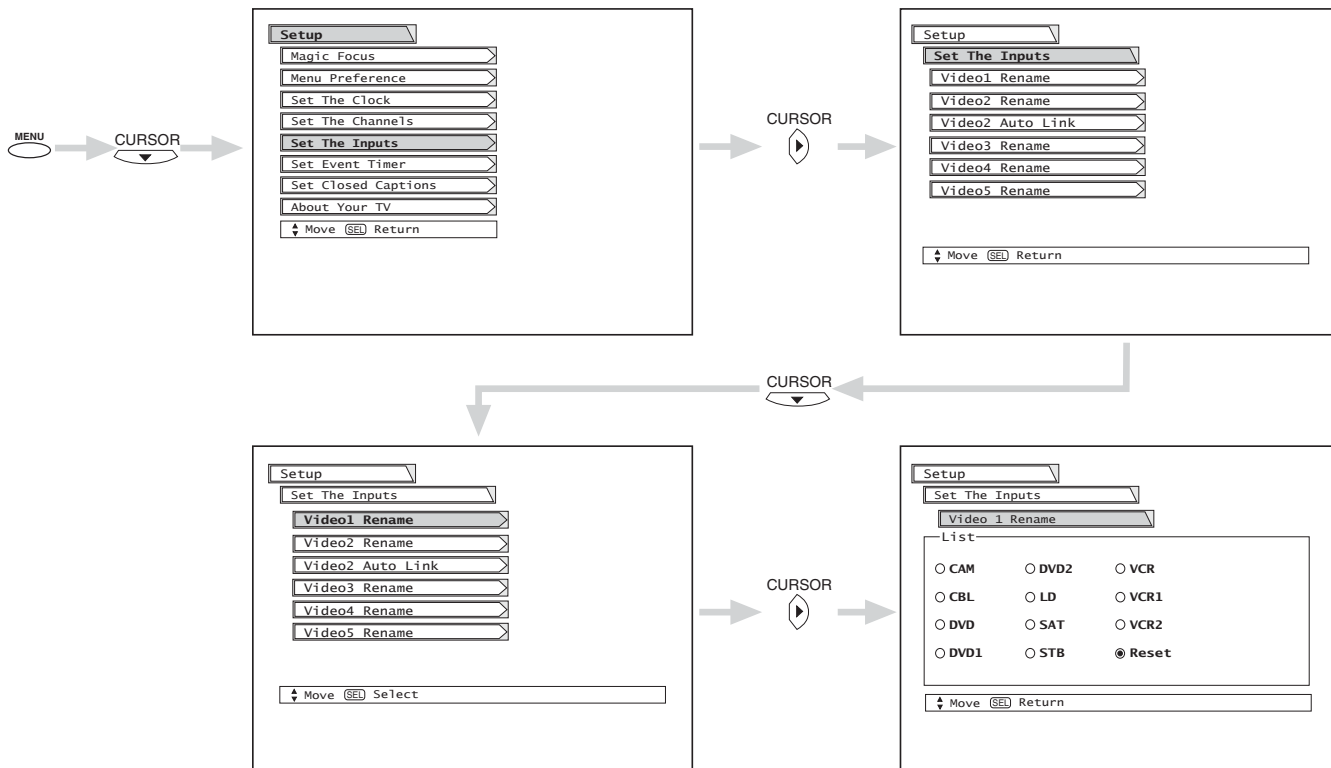 MENU
CURSOR
Setup
Magic Focus
Menu Preference
Set The Clock
Set The Channels
Set The Inputs
Set Event Timer
Set Closed Captions
About Your TV
Move SEL Return
CURSOR
Setup
Set The Inputs
Video1 Rename
Video2 Rename
Video2 Auto Link
Video3 Rename
Video4 Rename
Video5 Rename
Move SEL Return
CURSOR
Setup
Set The Inputs
Video1 Rename
Video2 Rename
Video2 Auto Link
Video3 Rename
Video4 Rename
Video5 Rename
Move SEL Select
CURSOR
Setup
Set The Inputs
Video 1 Rename
List
CAM DVD2 VCR
CBL LD VCR1
DVD SAT VCR2
DVD1 STB Reset
Move SEL Return